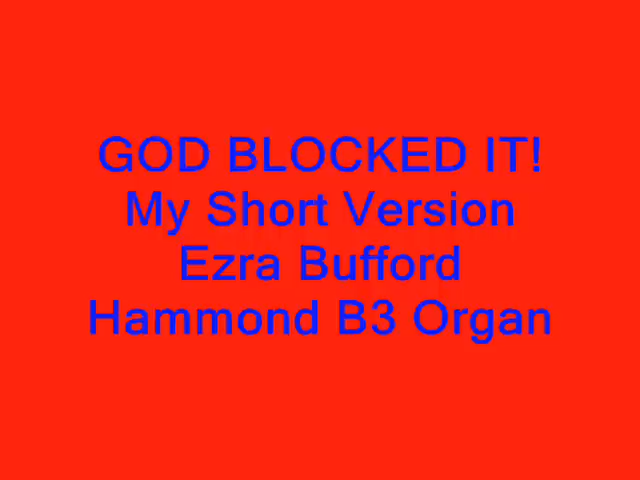 GOD BLOCKED IT!
My Short Version
Ezra Bufford
Hammond B3 Organ